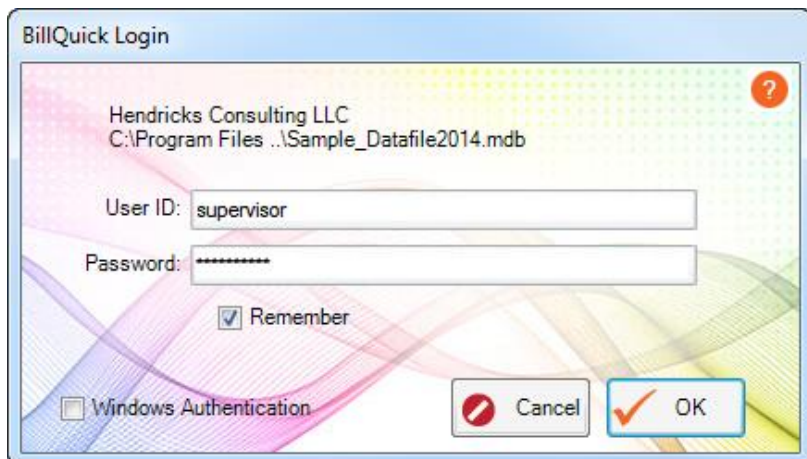 BillQuick Login
?
Hendricks Consulting LLC
C:\Program Files ..\Sample_Datafile2014.mdb
User ID: supervisor
Password: **********
Remember
Windows Authentication
Cancel
OK